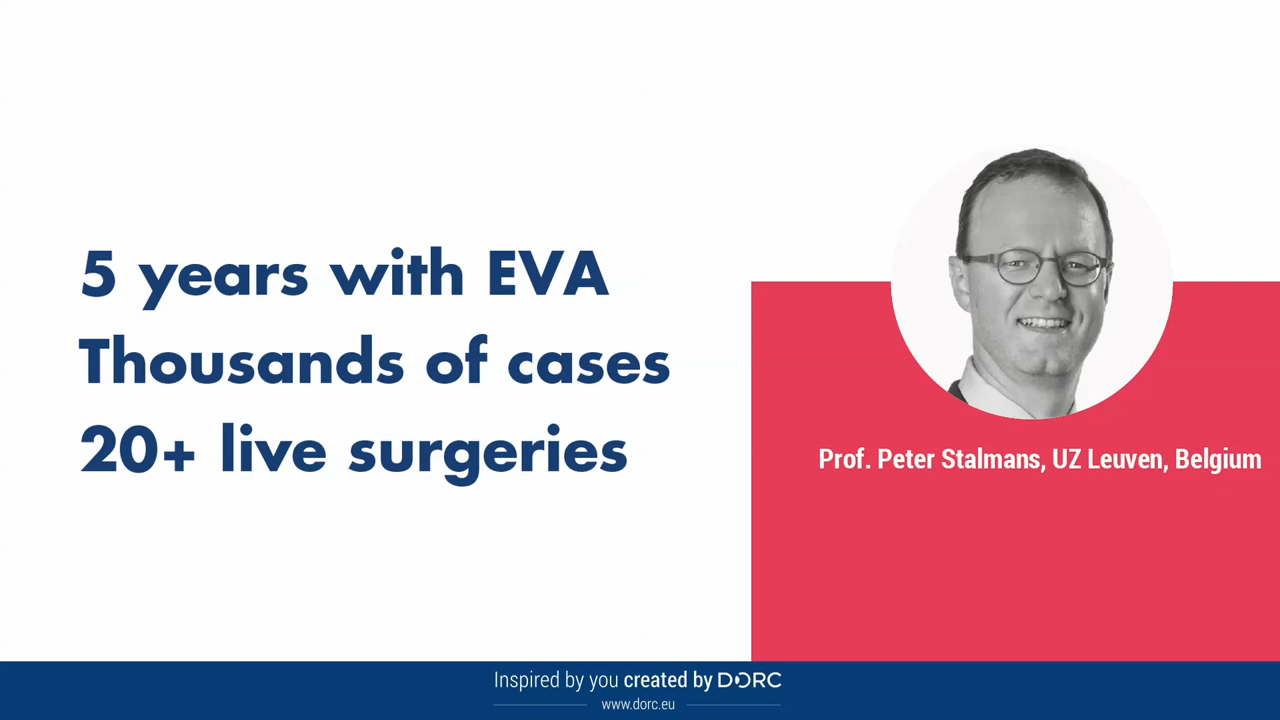 5 years with EVA
Thousands of cases
20+ live surgeries
Prof. Peter Stalmans, UZ Leuven, Belgium
Inspired by you created by DORC
www.dorc.eu